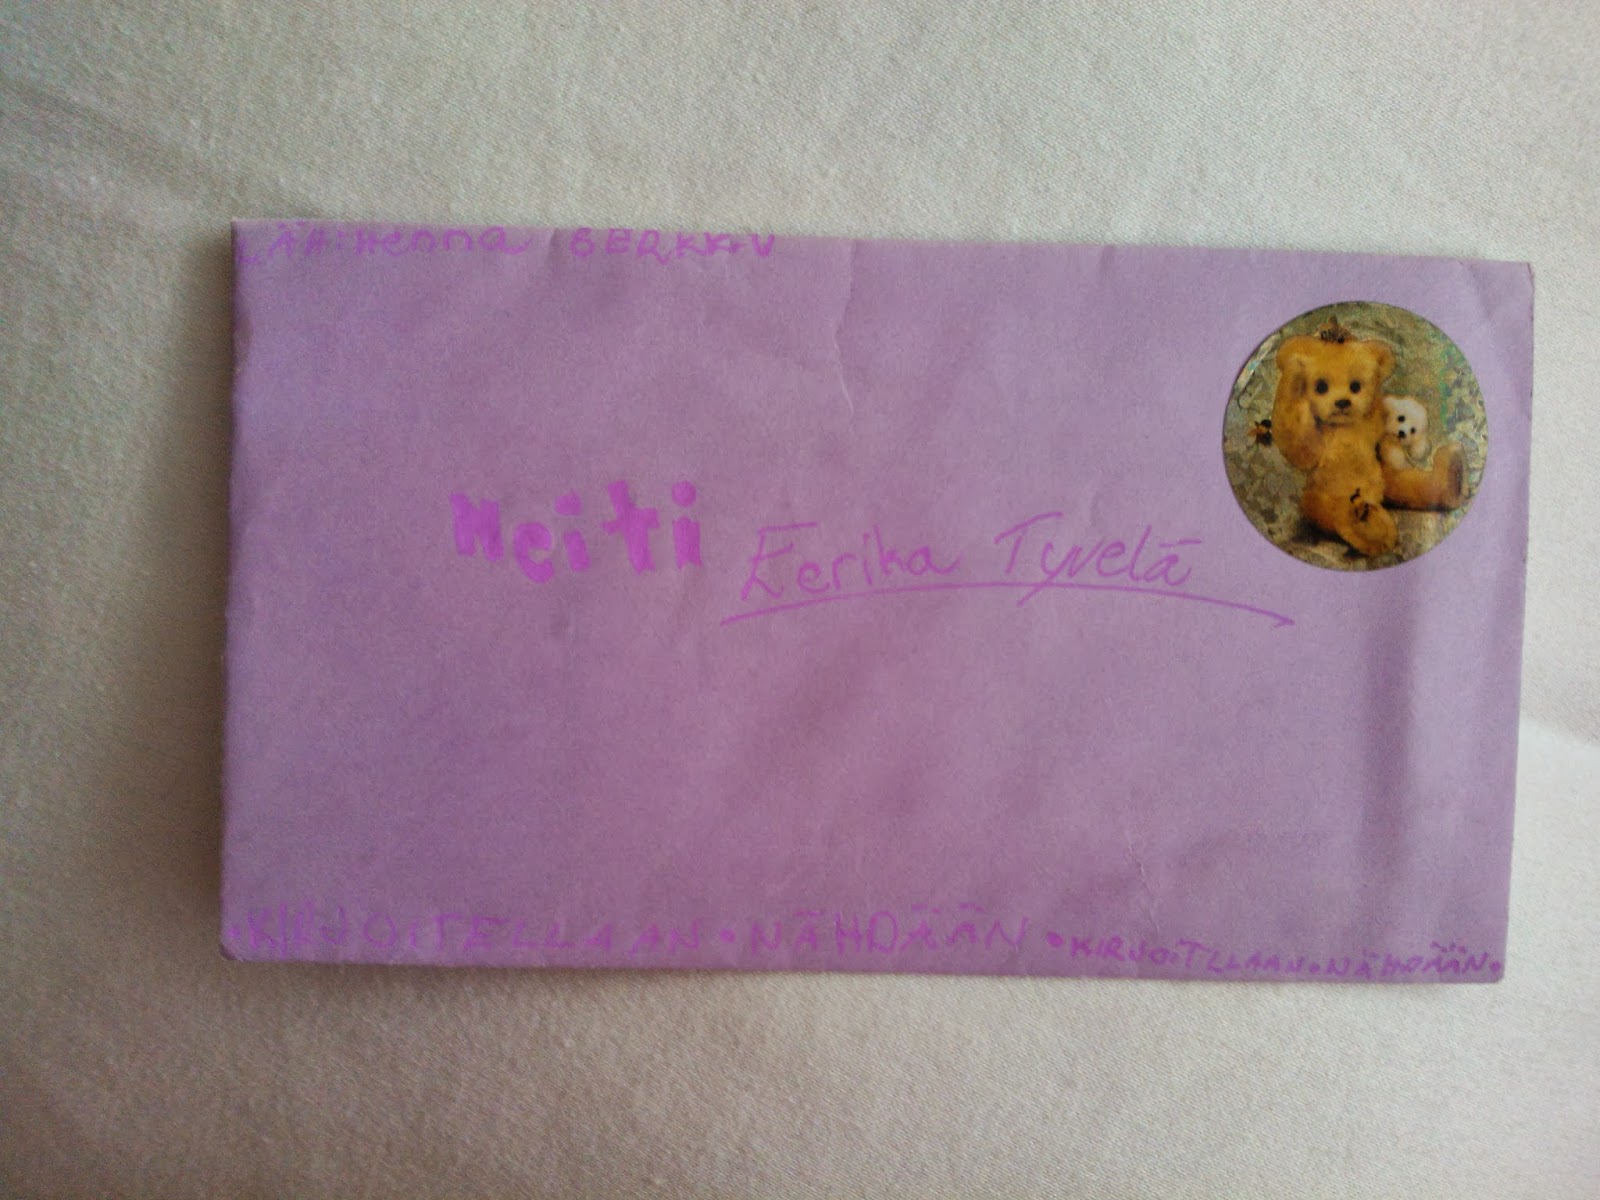 Neiti Eerika Tyvelä
•KIRJOITELLAAN•NÄHDÄÄN•KIRJOITLLAAN•NÄHDÄÄN•